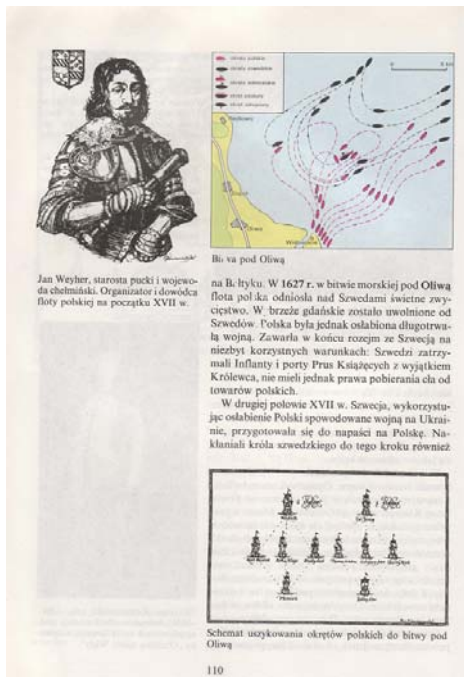 Jan Weyher, starosta pucki i wojewo-
da chełmiński. Organizator i dowódca
floty polskiej na początku XVII w.
pod Oliwą
na Bałtyku. W 1627 r. w bitwie morskiej pod Oliwą
flota polska odniosła nad Szwedami świetne zwy-
cięstwo. W brzeże gdańskie zostało uwolnione od
Szwedów. Polska była jednak osłabiona długotrwa-
łą wojną. Zawarła w końcu rozejm ze Szwecją na
niezbyt korzystnych warunkach: Szwedzi zatrzy-
mali Inflanty i porty Prus Książęcych z wyjątkiem
Królewca, nie mieli jednak prawa pobierania cła od
towarów polskich.
W drugiej połowie XVII w. Szwecja, wykorzystu-
jąc osłabienie Polski spowodowane wojną na Ukrai-
nie, przygotowała się do napaści na Polskę. Na-
kłaniali króla szwedzkiego do tego kroku również
Schemat uszykowania okrętów polskich do bitwy pod
Oliwą
110